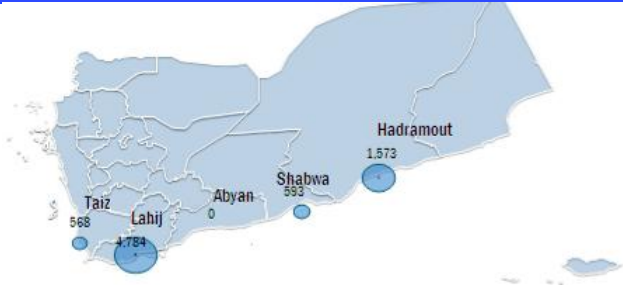 Hadramout
1.573
Shabwa
593
Abyan
0
Taiz
568
Lahij
4.784